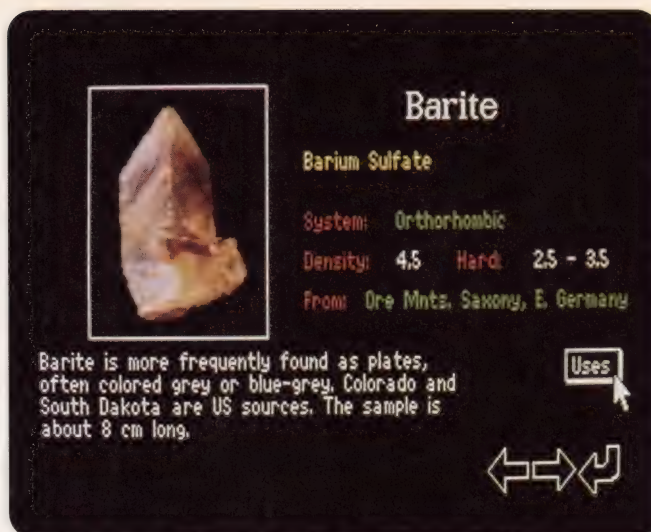 Barite
Barium Sulfate
System: Orthorhombic
Density: 4.5 Hard: 2.5 - 3.5
From: Ore Mnts, Saxony, E. Germany
Barite is more frequently found as plates,
often colored grey or blue-grey. Colorado and
South Dakota are US sources. The sample is
about 8 cm long.
Uses